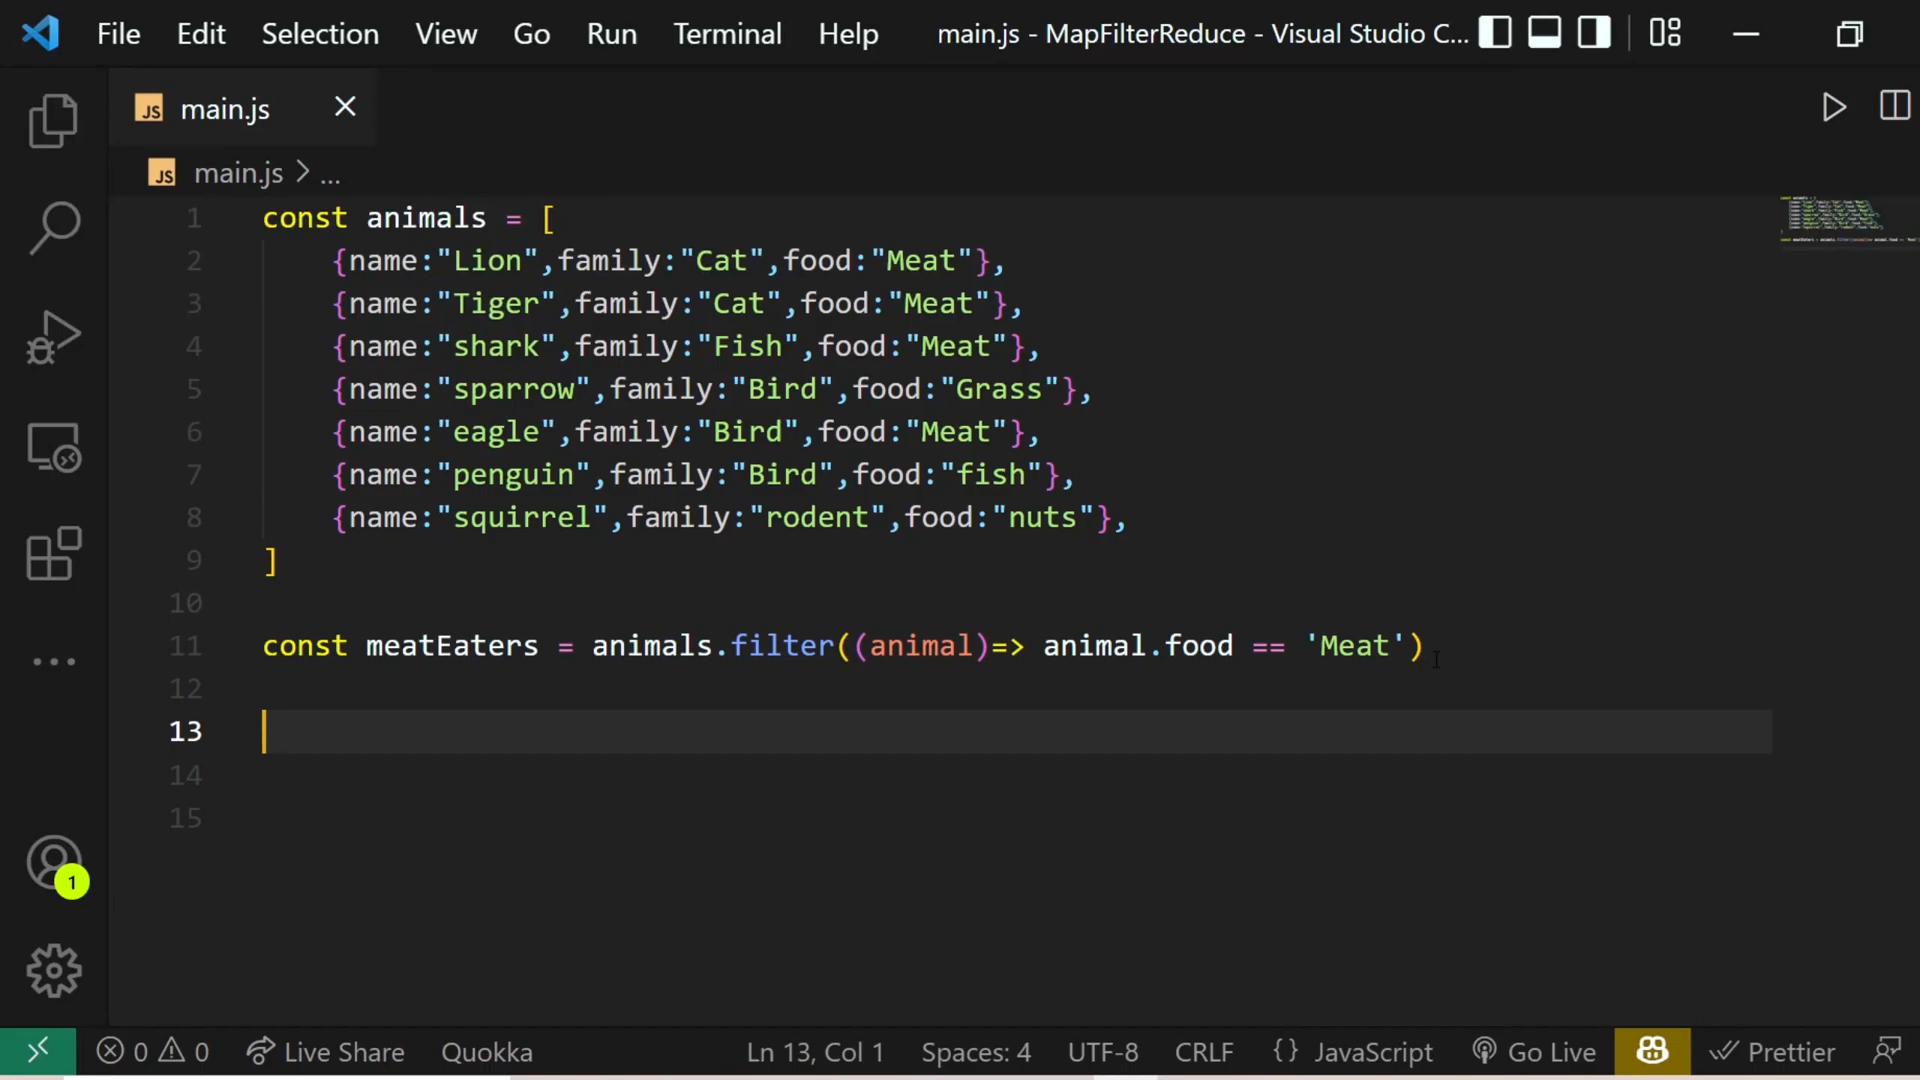 File Edit Selection View Go Run Terminal Help main.js - MapFilterReduce - Visual Studio C...
JS main.js
JS main.js > ...
1 const animals = [
2 {name:"Lion",family:"Cat",food:"Meat"},
3 {name:"Tiger",family:"Cat",food:"Meat"},
4 {name:"shark",family:"Fish",food:"Meat"},
5 {name:"sparrow",family:"Bird",food:"Grass"},
6 {name:"eagle",family:"Bird",food:"Meat"},
7 {name:"penguin",family:"Bird",food:"fish"},
8 {name:"squirrel",family:"rodent",food:"nuts"},
9 ]
10
11 const meatEaters = animals.filter((animal)=> animal.food == 'Meat')
12
13
14
15
1
0 0 Live Share Quokka Ln 13, Col 1 Spaces: 4 UTF-8 CRLF {} JavaScript Go Live Prettier